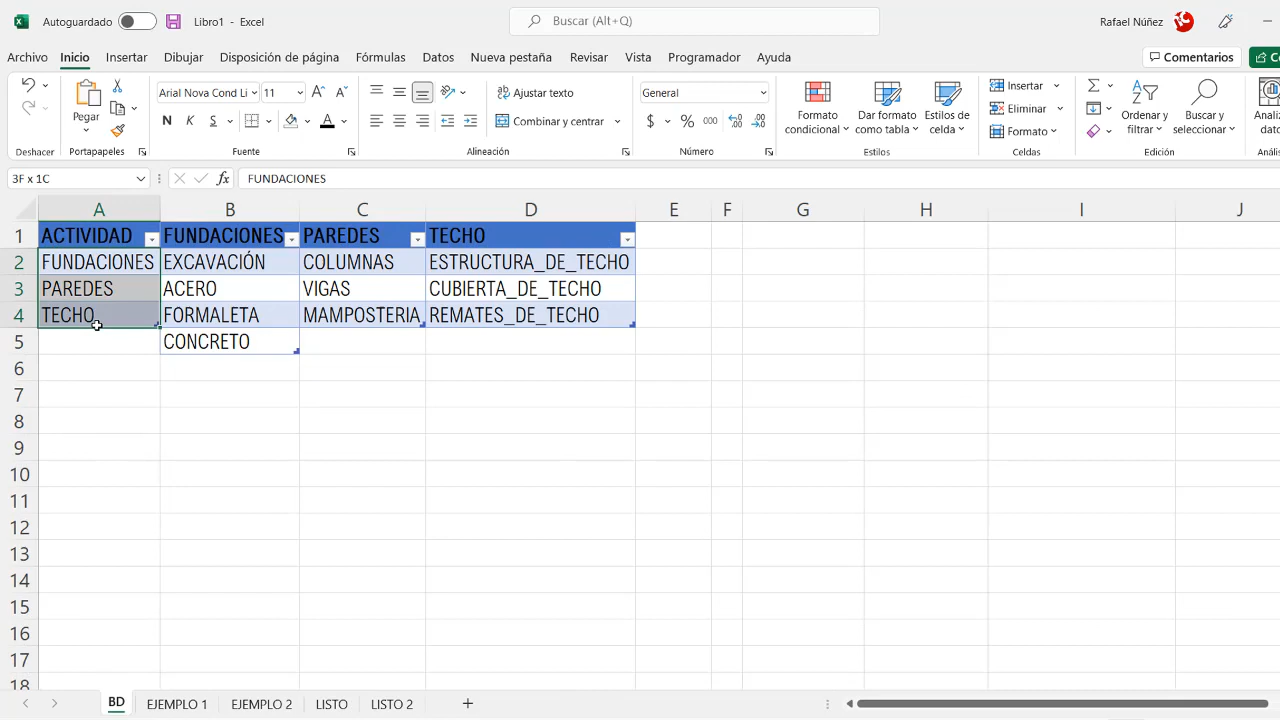 Autoguardado Libro1 - Excel Buscar (Alt+Q) Rafael Núñez
Archivo Inicio Insertar Dibujar Disposición de página Fórmulas Datos Nueva pestaña Revisar Vista Programador Ayuda Comentarios
Pegar
Arial Nova Cond Li 11
N K S
Ajustar texto
Combinar y centrar
General
$ % 000
Formato condicional
Dar formato como tabla
Estilos de celda
Insertar
Eliminar
Formato
Ordenar y filtrar
Buscar y seleccionar
Deshacer Portapapeles Fuente Alineación Número Estilos Celdas Edición
3F x 1C fx FUNDACIONES
A B C D E F G H I J
1 ACTIVIDAD FUNDACIONES PAREDES TECHO
2 FUNDACIONES EXCAVACIÓN COLUMNAS ESTRUCTURA_DE_TECHO
3 PAREDES ACERO VIGAS CUBIERTA_DE_TECHO
4 TECHO FORMALETA MAMPOSTERIA REMATES_DE_TECHO
5 CONCRETO
6
7
8
9
10
11
12
13
14
15
16
17
18
BD EJEMPLO 1 EJEMPLO 2 LISTO LISTO 2